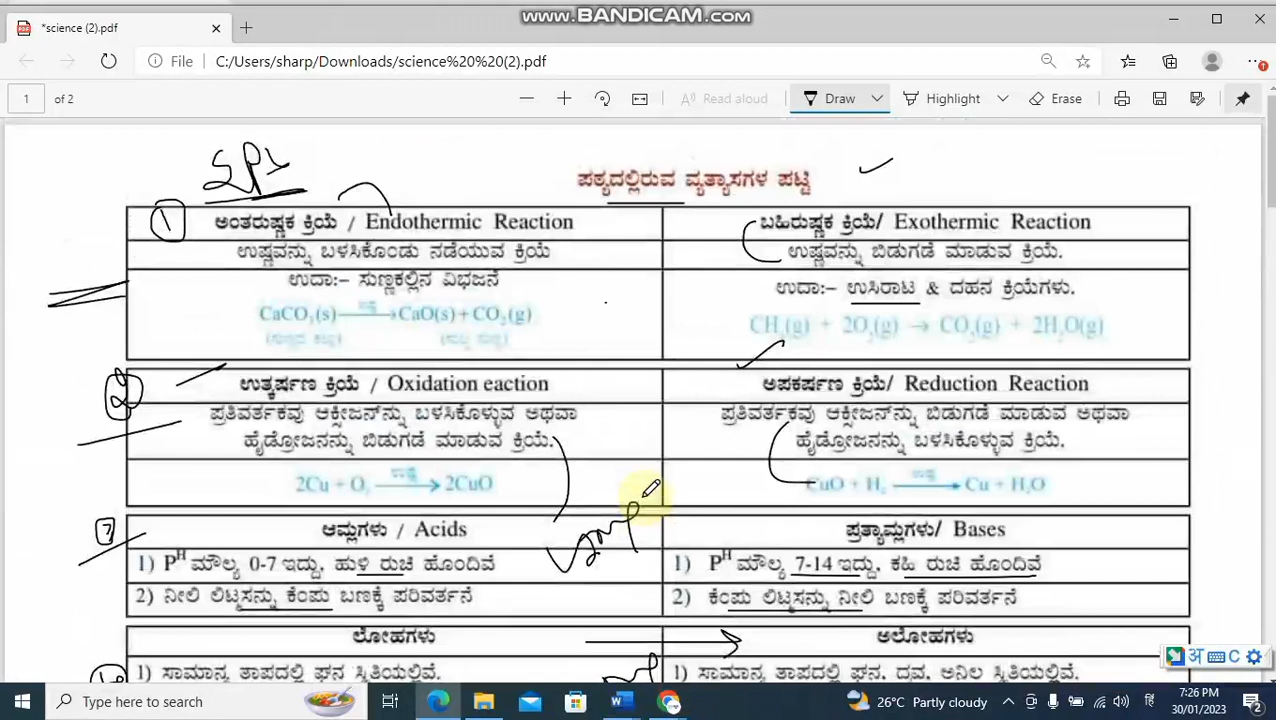 www.BANDICAM.com
*science (2).pdf
File C:/Users/sharp/Downloads/science%20%20(2).pdf
1 of 2 Read aloud Draw Highlight Erase
ಪಠ್ಯದಲ್ಲಿರುವ ವ್ಯತ್ಯಾಸಗಳ ಪಟ್ಟಿ
1 ಅಂತರುಷ್ಣಕ ಕ್ರಿಯೆ / Endothermic Reaction ಬಹಿರುಷ್ಣಕ ಕ್ರಿಯೆ/ Exothermic Reaction
ಉಷ್ಣವನ್ನು ಬಳಸಿಕೊಂಡು ನಡೆಯುವ ಕ್ರಿಯೆ ಉಷ್ಣವನ್ನು ಬಿಡುಗಡೆ ಮಾಡುವ ಕ್ರಿಯೆ.
ಉದಾ:- ಸುಣ್ಣಕಲ್ಲಿನ ವಿಭಜನೆ ಉದಾ:- ಉಸಿರಾಟ & ದಹನ ಕ್ರಿಯೆಗಳು.
CaCO₃(s) → CaO(s) + CO₂(g) CH₄(g) + 2O₂(g) → CO₂(g) + 2H₂O(g)
2 ಉತ್ಕರ್ಷಣ ಕ್ರಿಯೆ / Oxidation eaction ಅಪಕರ್ಷಣ ಕ್ರಿಯೆ/ Reduction Reaction
ಪ್ರತಿವರ್ತಕವು ಆಕ್ಸೀಜನ್‌ನ್ನು ಬಳಸಿಕೊಳ್ಳುವ ಅಥವಾ ಪ್ರತಿವರ್ತಕವು ಆಕ್ಸೀಜನ್‌ನ್ನು ಬಿಡುಗಡೆ ಮಾಡುವ ಅಥವಾ
ಹೈಡ್ರೋಜನನ್ನು ಬಿಡುಗಡೆ ಮಾಡುವ ಕ್ರಿಯೆ. ಹೈಡ್ರೋಜನನ್ನು ಬಳಸಿಕೊಳ್ಳುವ ಕ್ರಿಯೆ.
2Cu + O₂ → 2CuO CuO + H₂ → Cu + H₂O
ಆಮ್ಲಗಳು / Acids ಪ್ರತ್ಯಾಮ್ಲಗಳು/ Bases
Vimp
1) Pᴴ ಮೌಲ್ಯ 0-7 ಇದ್ದು, ಹುಳಿ ರುಚಿ ಹೊಂದಿವೆ 1) Pᴴ ಮೌಲ್ಯ 7-14 ಇದ್ದು, ಕಹಿ ರುಚಿ ಹೊಂದಿವೆ
2) ನೀಲಿ ಲಿಟ್ಮಸನ್ನು ಕೆಂಪು ಬಣಕ್ಕೆ ಪರಿವರ್ತನೆ 2) ಕೆಂಪು ಲಿಟ್ಮಸನ್ನು ನೀಲಿ ಬಣಕ್ಕೆ ಪರಿವರ್ತನೆ
ಲೋಹಗಳು ಅಲೋಹಗಳು
1) ಸಾಮಾನ್ಯ ತಾಪದಲ್ಲಿ ಘನ ಸ್ಥಿತಿಯಲ್ಲಿವೆ. 1) ಸಾಮಾನ್ಯ ತಾಪದಲ್ಲಿ ಘನ, ದ್ರವ, ಅನಿಲ ಸ್ಥಿತಿಯಲ್ಲಿವೆ.
अ C
Type here to search 26°C Partly cloudy हिं 7:26 PM
30/01/2023 2